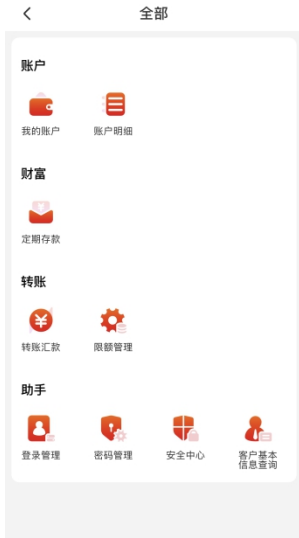 全部
账户
我的账户
账户明细
财富
定期存款
转账
转账汇款
限额管理
助手
登录管理
密码管理
安全中心
客户基本
信息查询